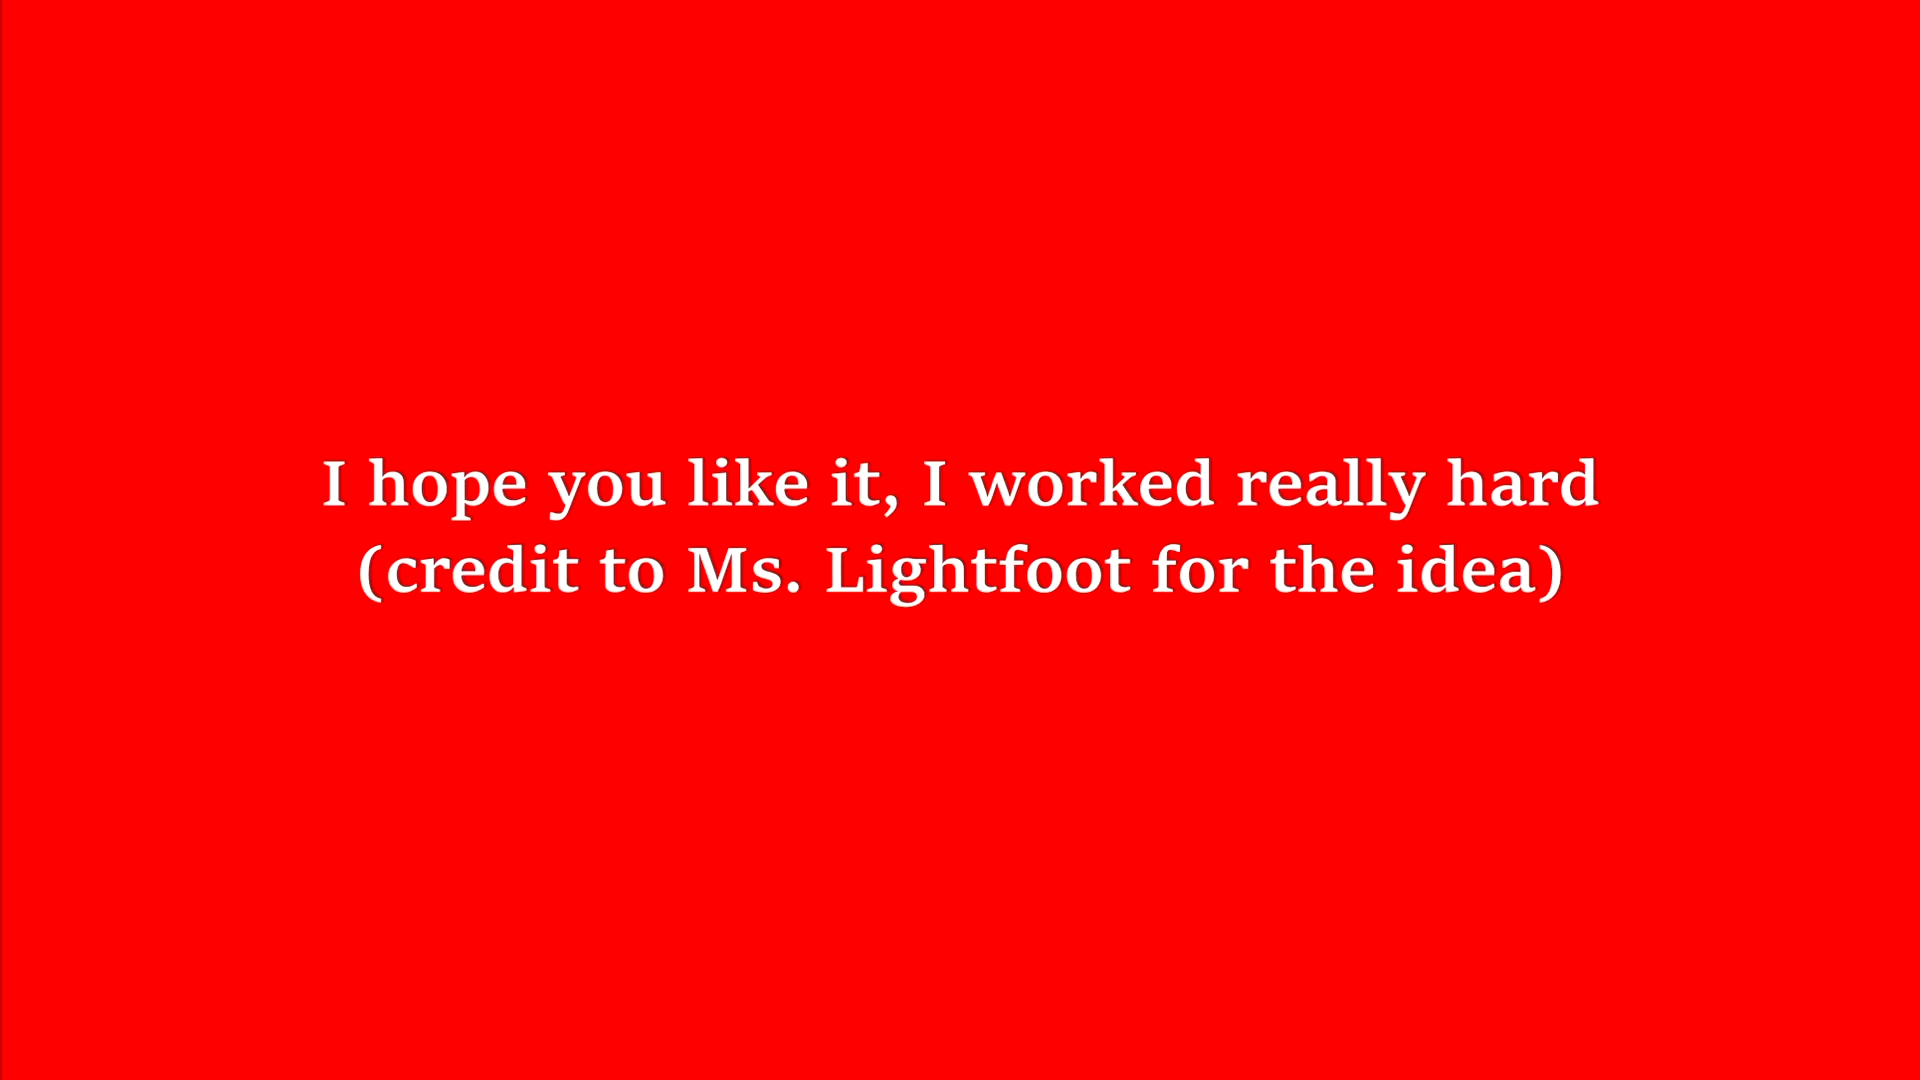 I hope you like it, I worked really hard
(credit to Ms. Lightfoot for the idea)